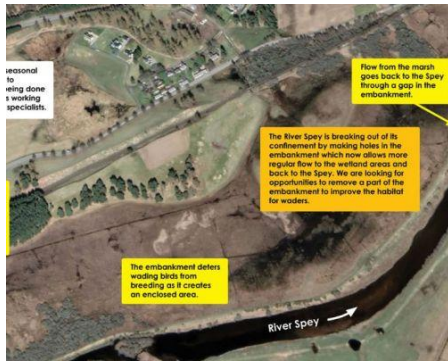 seasonal
to
being done
s working
specialists.
Flow from the marsh
goes back to the Spey
through a gap in the
embankment.
The River Spey is breaking out of its
confinement by making holes in the
embankment which now allows more
regular flow to the wetland areas and
back to the Spey. We are looking for
opportunities to remove a part of the
embankment to improve the habitat
for waders.
The embankment deters
wading birds from
breeding as it creates
an enclosed area.
River Spey